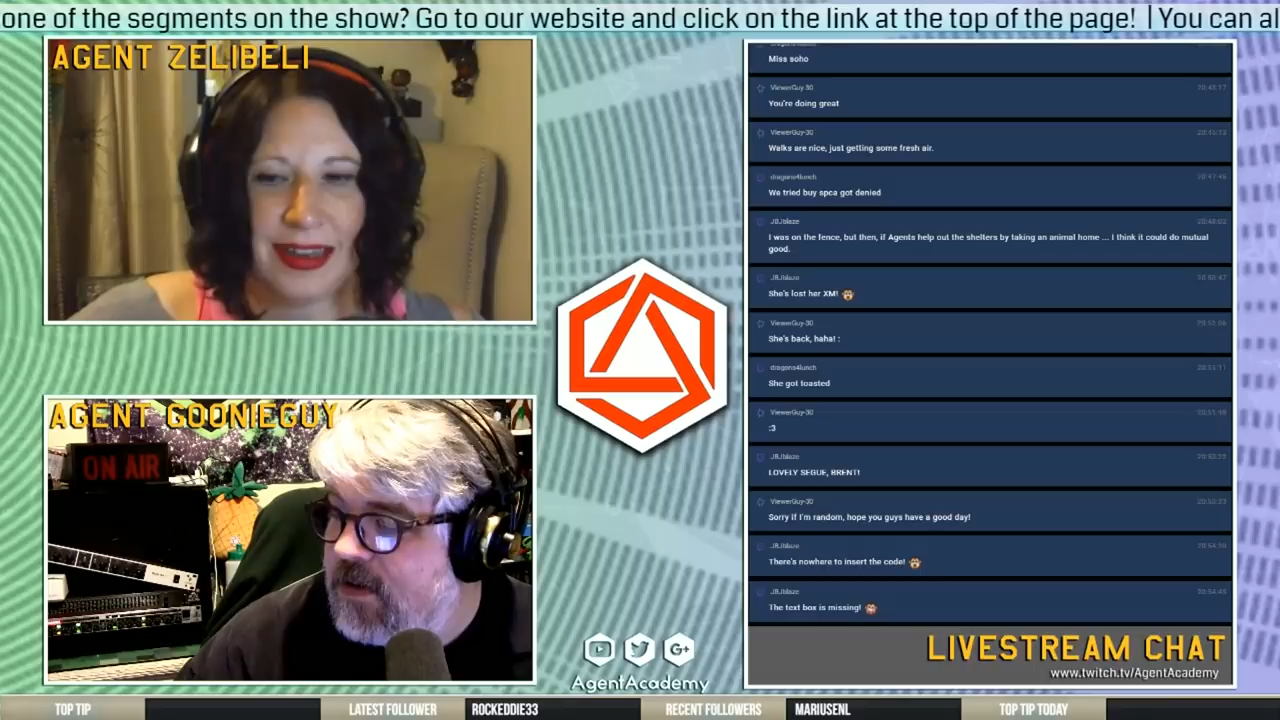 one of the segments on the show? Go to our website and click on the link at the top of the page! | You can al
AGENT ZELIBELI
AGENT GOONIEGUY
ON AIR
Miss soho
ViewerGuy-30
You're doing great
ViewerGuy-30
Walks are nice, just getting some fresh air.
dragons4lunch
We tried buy spca got denied
JRJblaze
I was on the fence, but then, if Agents help out the shelters by taking an animal home ... I think it could do mutual
good.
JRJblaze
She's lost her XM!
ViewerGuy-30
She's back, haha! :
dragons4lunch
She got toasted
ViewerGuy-30
:3
JRJblaze
LOVELY SEGUE, BRENT!
ViewerGuy-30
Sorry if I'm random, hope you guys have a good day!
JRJblaze
There's nowhere to insert the code!
JRJblaze
The text box is missing!
LIVESTREAM CHAT
www.twitch.tv/AgentAcademy
G+
AgentAcademy
TOP TIP
LATEST FOLLOWER
ROCKEDDIE33
RECENT FOLLOWERS
MARIUSENL
TOP TIP TODAY